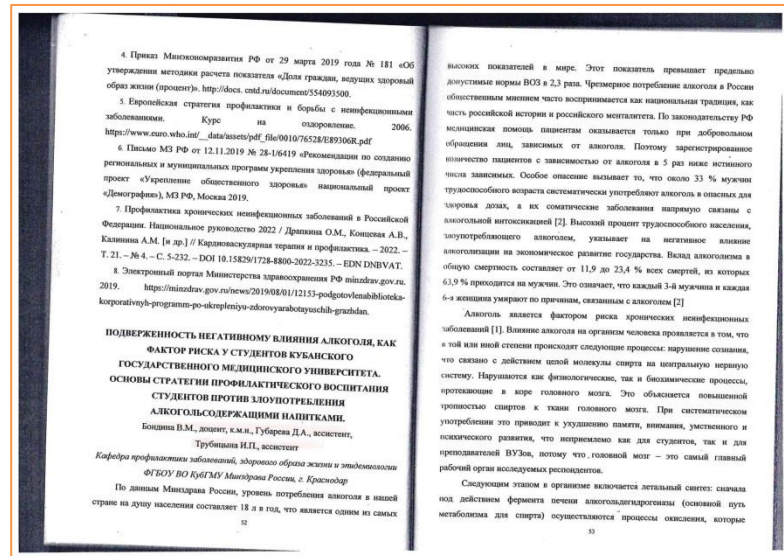 4. Приказ Минэкономразвития РФ от 29 марта 2019 года № 181 «Об
утверждении методики расчета показателя «Доля граждан, ведущих здоровый
образ жизни (процент)». http://docs. cntd.ru/document/554093500.
5. Европейская стратегия профилактики и борьбы с неинфекционными
заболеваниями. Курс на оздоровление. 2006.
https://www.euro.who.int/__data/assets/pdf_file/0010/76528/E89306R.pdf
6. Письмо МЗ РФ от 12.11.2019 № 28-1/6419 «Рекомендации по созданию
региональных и муниципальных программ укрепления здоровья» (федеральный
проект «Укрепление общественного здоровья» национальный проект
«Демография»), МЗ РФ, Москва 2019.
7. Профилактика хронических неинфекционных заболеваний в Российской
Федерации. Национальное руководство 2022 / Драпкина О.М., Концевая А.В.,
Калинина А.М. [и др.] // Кардиоваскулярная терапия и профилактика. – 2022. –
Т. 21. – № 4. – С. 5-232. – DOI 10.15829/1728-8800-2022-3235. – EDN DNBVAT.
8. Электронный портал Министерства здравоохранения РФ minzdrav.gov.ru.
2019. https://minzdrav.gov.ru/news/2019/08/01/12153-podgotovlenabiblioteka-
korporativnyh-programm-po-ukrepleniyu-zdorovyarabotayuschih-grazhdan.
ПОДВЕРЖЕННОСТЬ НЕГАТИВНОМУ ВЛИЯНИЯ АЛКОГОЛЯ, КАК
ФАКТОР РИСКА У СТУДЕНТОВ КУБАНСКОГО
ГОСУДАРСТВЕННОГО МЕДИЦИНСКОГО УНИВЕРСИТЕТА.
ОСНОВЫ СТРАТЕГИИ ПРОФИЛАКТИЧЕСКОГО ВОСПИТАНИЯ
СТУДЕНТОВ ПРОТИВ ЗЛОУПОТРЕБЛЕНИЯ
АЛКОГОЛЬСОДЕРЖАЩИМИ НАПИТКАМИ.
Бондина В.М., доцент, к.м.н., Губарева Д.А., ассистент,
Трубицына И.П., ассистент
Кафедра профилактики заболеваний, здорового образа жизни и эпидемиологии
ФГБОУ ВО КубГМУ Минздрава России, г. Краснодар
По данным Минздрава России, уровень потребления алкоголя в нашей
стране на душу населения составляет 18 л в год, что является одним из самых
52
высоких показателей в мире. Этот показатель превышает предельно
допустимые нормы ВОЗ в 2,3 раза. Чрезмерное потребление алкоголя в России
общественным мнением часто воспринимается как национальная традиция, как
часть российской истории и российского менталитета. По законодательству РФ
медицинская помощь пациентам оказывается только при добровольном
обращении лиц, зависимых от алкоголя. Поэтому зарегистрированное
количество пациентов с зависимостью от алкоголя в 5 раз ниже истинного
числа зависимых. Особое опасение вызывает то, что около 33 % мужчин
трудоспособного возраста систематически употребляют алкоголь в опасных для
здоровья дозах, а их соматические заболевания напрямую связаны с
алкогольной интоксикацией [2]. Высокий процент трудоспособного населения,
злоупотребляющего алкоголем, указывает на негативное влияние
алкоголизации на экономическое развитие государства. Вклад алкоголизма в
общую смертность составляет от 11,9 до 23,4 % всех смертей, из которых
63,9 % приходится на мужчин. Это означает, что каждый 3-й мужчина и каждая
6-я женщина умирают по причинам, связанным с алкоголем [2]
Алкоголь является фактором риска хронических неинфекционных
заболеваний [1]. Влияние алкоголя на организм человека проявляется в том, что
в той или иной степени происходят следующие процессы: нарушение сознания,
что связано с действием целой молекулы спирта на центральную нервную
систему. Нарушаются как физиологические, так и биохимические процессы,
протекающие в коре головного мозга. Это объясняется повышенной
тропностью спиртов к ткани головного мозга. При систематическом
употреблении это приводит к ухудшению памяти, внимания, умственного и
психического развития, что неприемлемо как для студентов, так и для
преподавателей ВУЗов, потому что головной мозг – это самый главный
рабочий орган исследуемых респондентов.
Следующим этапом в организме включается летальный синтез: сначала
под действием фермента печени алкогольдегидрогеназы (основной путь
метаболизма для спирта) осуществляются процессы окисления, которые
53